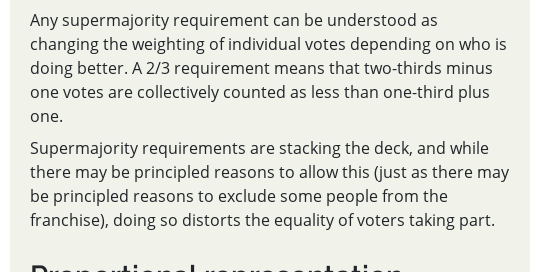 Any supermajority requirement can be understood as
changing the weighting of individual votes depending on who is
doing better. A 2/3 requirement means that two-thirds minus
one votes are collectively counted as less than one-third plus
one.
Supermajority requirements are stacking the deck, and while
there may be principled reasons to allow this (just as there may
be principled reasons to exclude some people from the
franchise), doing so distorts the equality of voters taking part.
Proportional representation